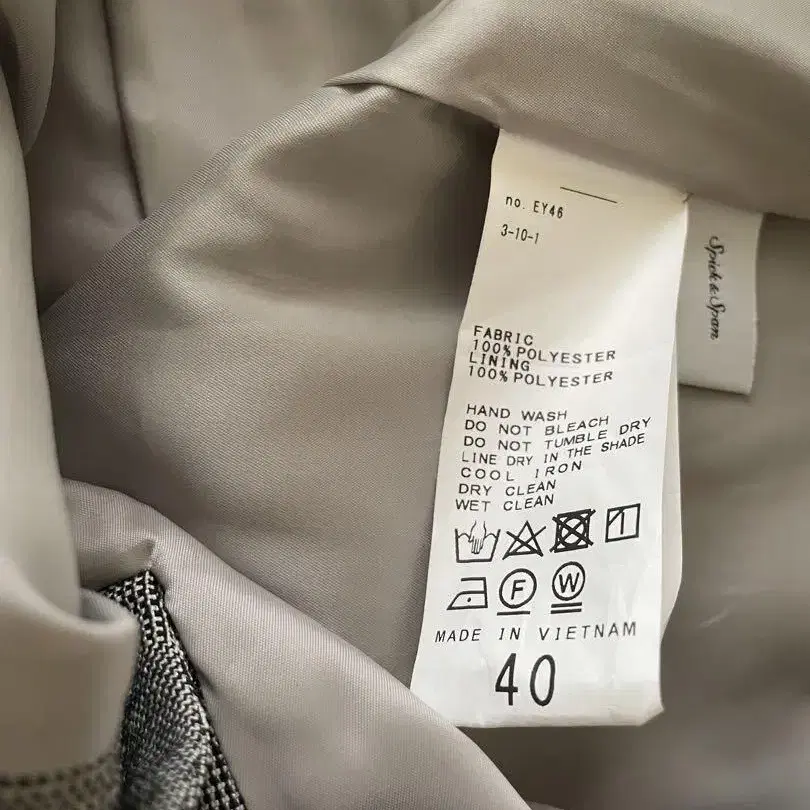 no. EY46
3-10-1
Spick & Span
FABRIC
100% POLYESTER
LINING
100% POLYESTER
HAND WASH
DO NOT BLEACH
DO NOT TUMBLE DRY
LINE DRY IN THE SHADE
COOL IRON
DRY CLEAN
WET CLEAN
F W
MADE IN VIETNAM
40